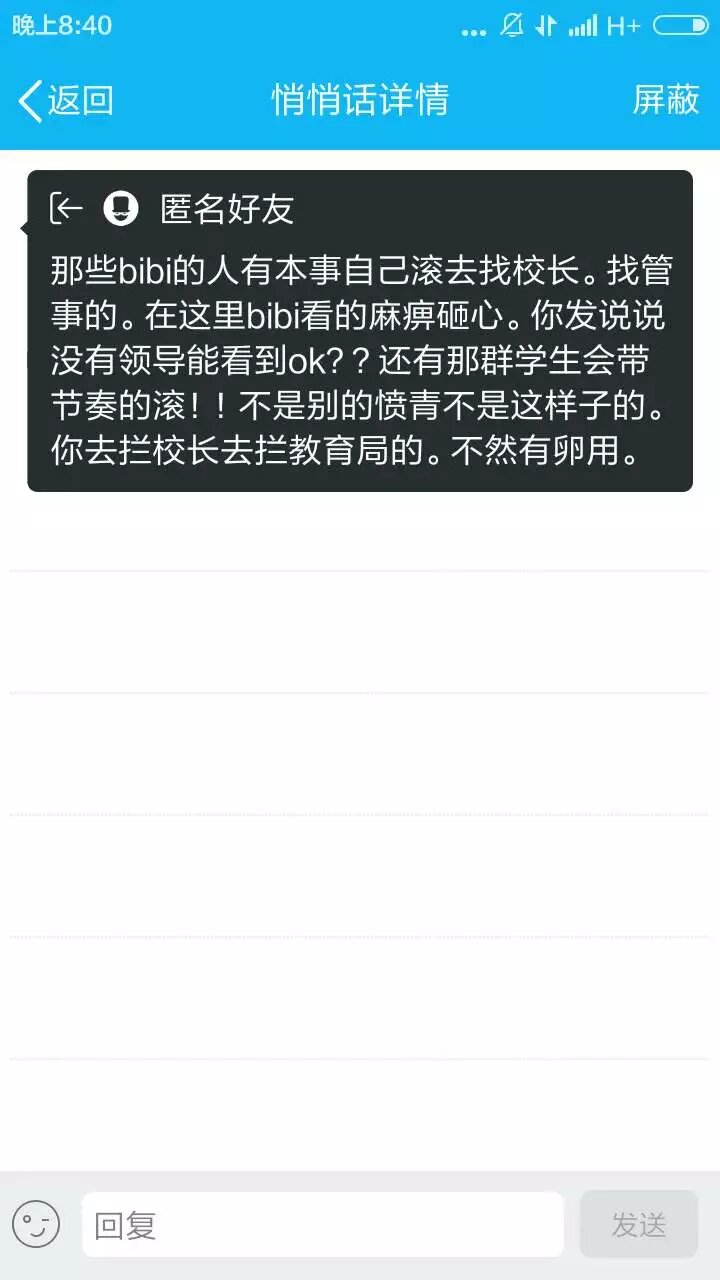 晚上8:40
H+
返回
悄悄话详情
屏蔽
匿名好友
那些bibi的人有本事自己滚去找校长。找管
事的。在这里bibi看的麻痹砸心。你发说说
没有领导能看到ok？？还有那群学生会带
节奏的滚！！不是别的愤青不是这样子的。
你去拦校长去拦教育局的。不然有卵用。
回复
发送